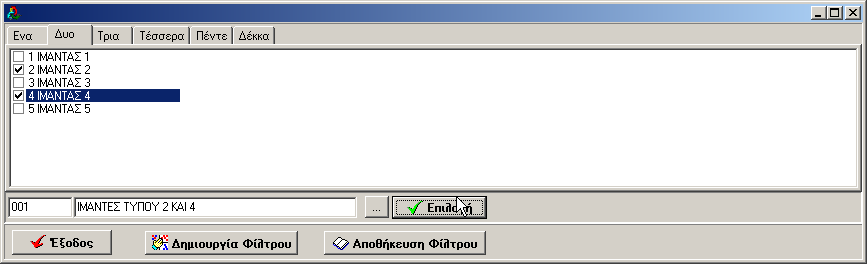 Ενα Δυο Τρια Τέσσερα Πέντε Δέκκα
1 ΙΜΑΝΤΑΣ 1
2 ΙΜΑΝΤΑΣ 2
3 ΙΜΑΝΤΑΣ 3
4 ΙΜΑΝΤΑΣ 4
5 ΙΜΑΝΤΑΣ 5
001 ΙΜΑΝΤΕΣ ΤΥΠΟΥ 2 ΚΑΙ 4 ... Επιλογή
Έξοδος Δημιουργία Φίλτρου Αποθήκευση Φίλτρου